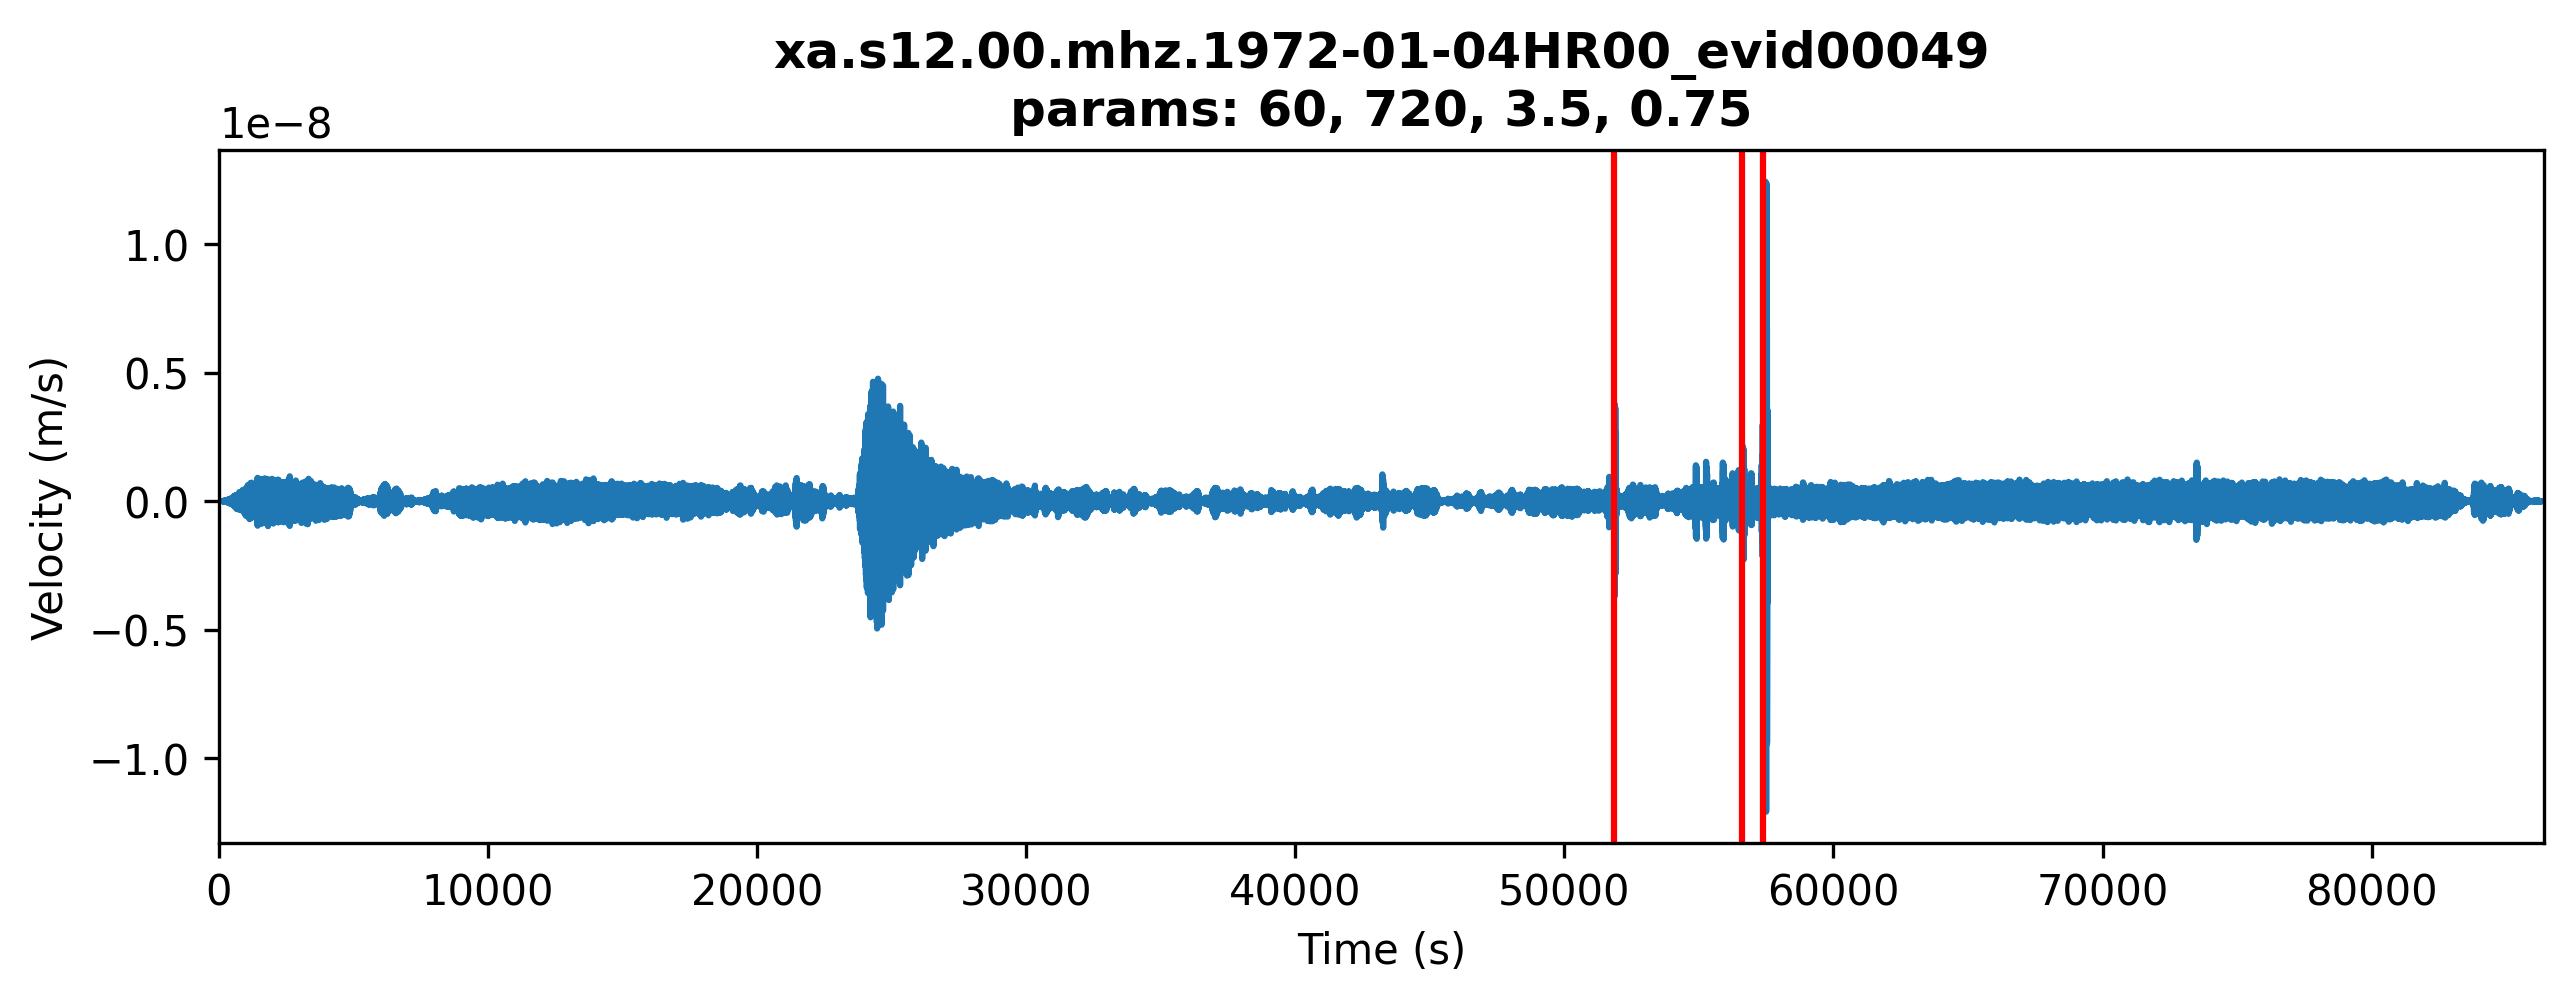 xa.s12.00.mhz.1972-01-04HR00_evid00049
params: 60, 720, 3.5, 0.75
1e−8
1.0
0.5
0.0
−0.5
−1.0
Velocity (m/s)
0 10000 20000 30000 40000 50000 60000 70000 80000
Time (s)